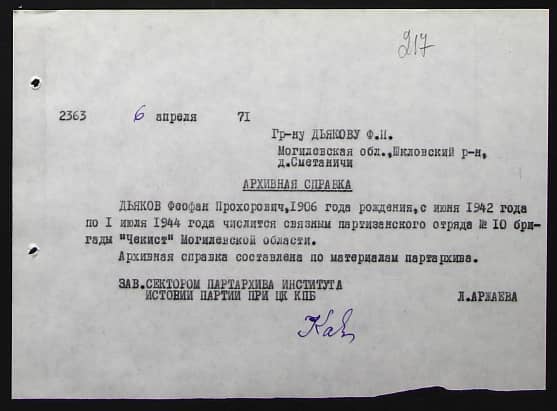 217
2363 6 апреля 71
Гр-ну ДЬЯКОВУ Ф.П.
Могилевская обл.,Шкловский р-н,
д.Сметаничи
АРХИВНАЯ СПРАВКА
ДЬЯКОВ Феофан Прохорович,1906 года рождения,с июня 1942 года
по I июля 1944 года числится связным партизанского отряда № 10 бри-
гады "Чекист" Могилевской области.
Архивная справка составлена по материалам партархива.
ЗАВ.СЕКТОРОМ ПАРТАРХИВА ИНСТИТУТА
ИСТОРИИ ПАРТИИ ПРИ ЦК КПБ Л.АРЖАЕВА